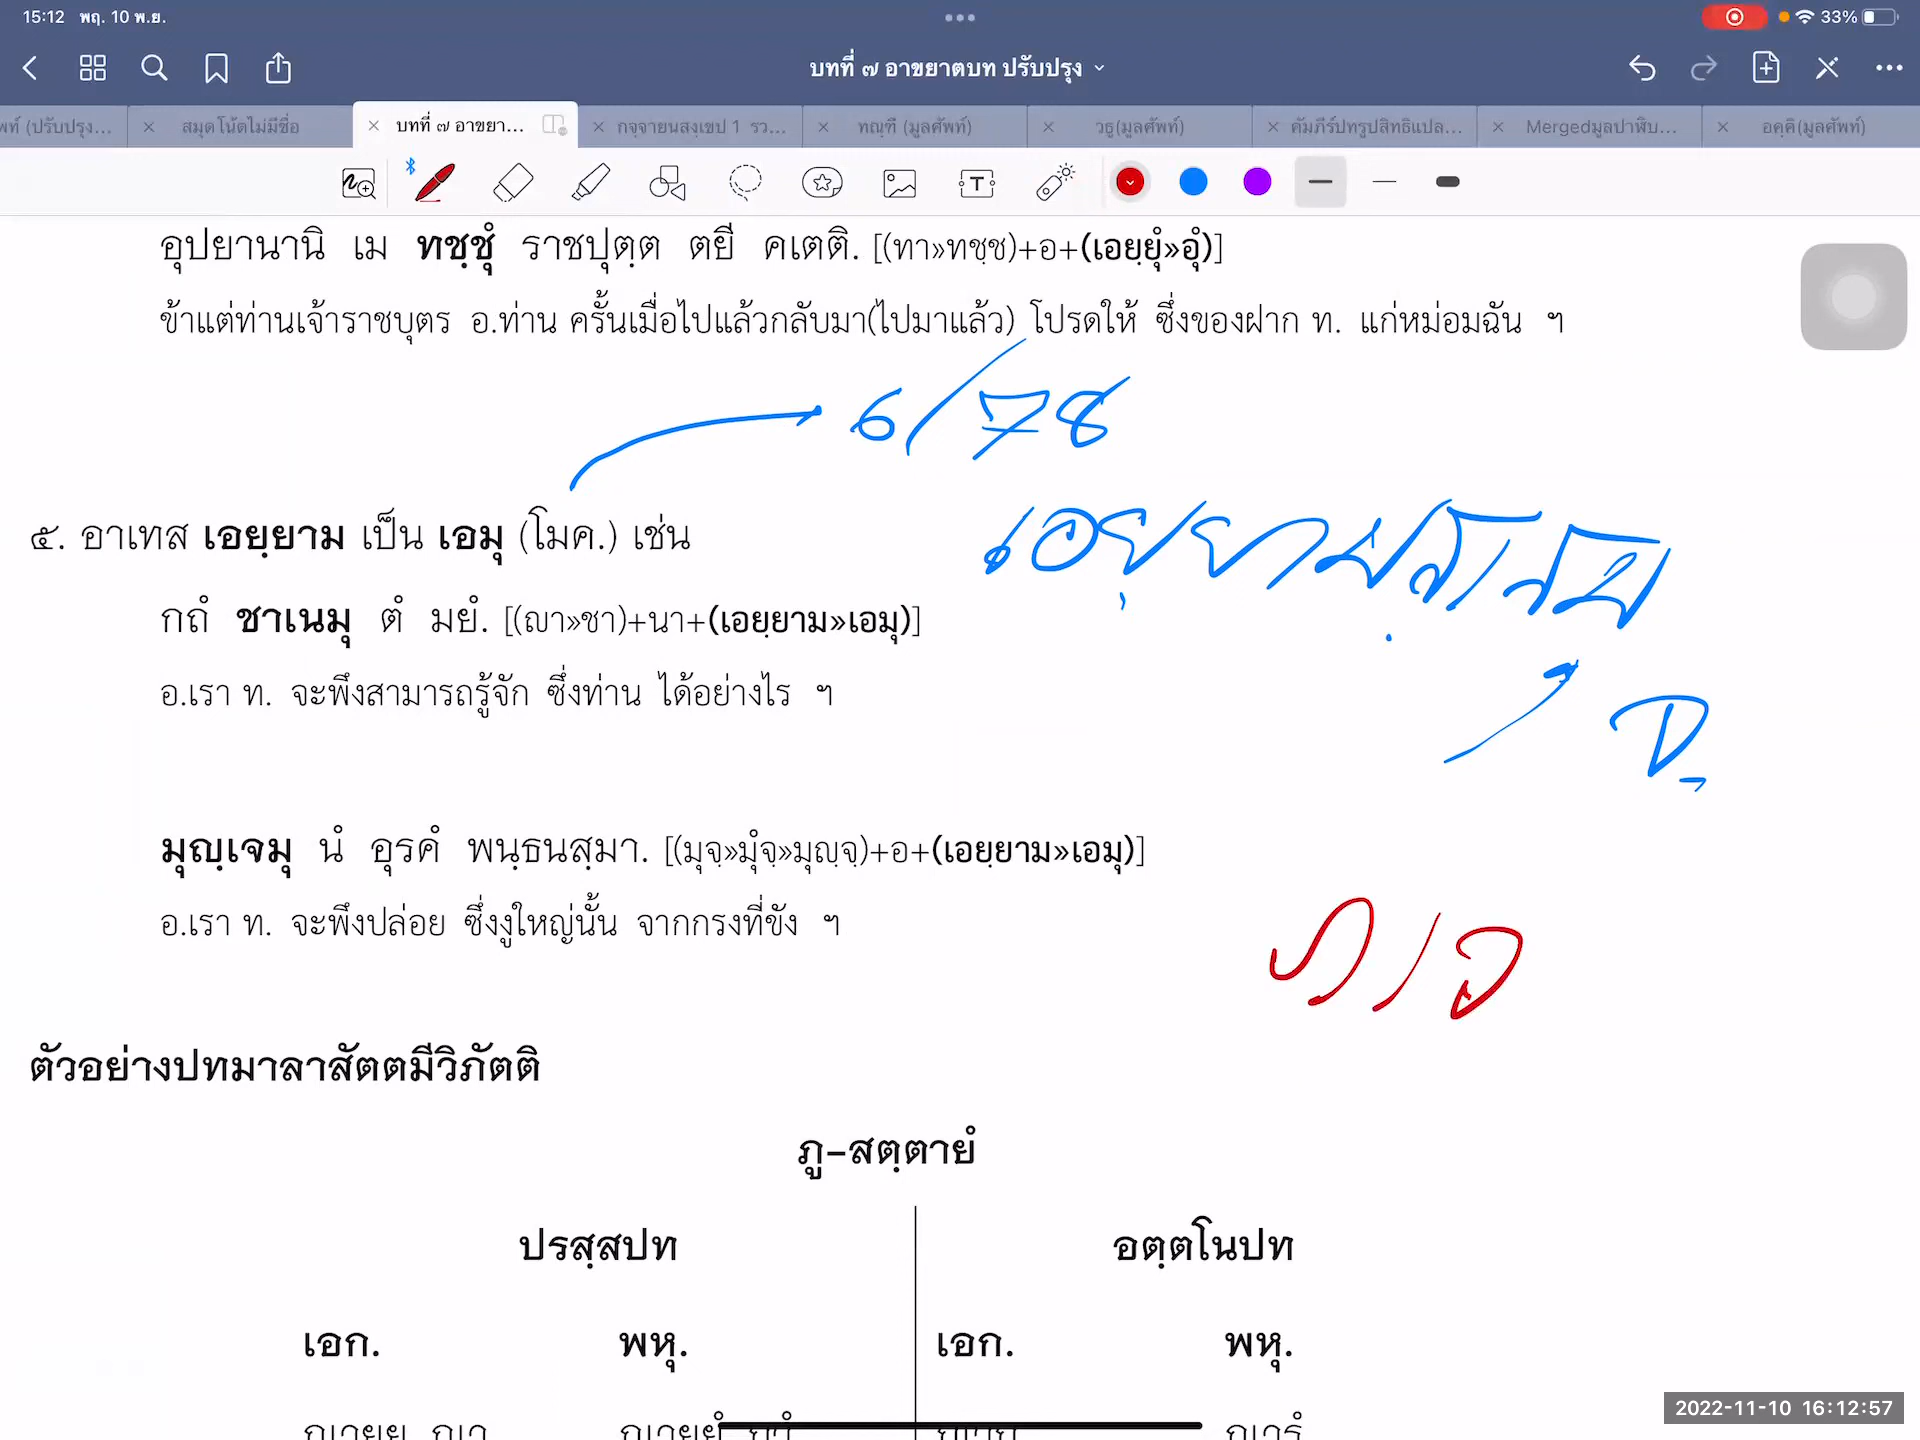 15:12 พฤ. 10 พ.ย.
33%
บทที่ ๗ อาขยาตบท ปรับปรุง
พท์ (ปรับปรุง...
สมุดโน้ตไม่มีชื่อ
บทที่ ๗ อาขยา...
กจฺจายนสงฺเขป 1 รว...
ทณฺฑี (มูลศัพท์)
วธู(มูลศัพท์)
คัมภีร์ปทรูปสิทธิแปล...
Mergedมูลปาฬิบ...
อคฺคิ(มูลศัพท์)
อุปยานานิ เม ทชฺชุํ ราชปุตฺต ตยี คเตติ. [(ทา»ทชฺช)+อ+(เอยฺยุํ»อุํ)]
ข้าแต่ท่านเจ้าราชบุตร อ.ท่าน ครั้นเมื่อไปแล้วกลับมา(ไปมาแล้ว) โปรดให้ ซึ่งของฝาก ท. แก่หม่อมฉัน ฯ
6/78
๕. อาเทส เอยฺยาม เป็น เอมุ (โมค.) เช่น
กถํ ชาเนมุ ตํ มยํ. [(ญา»ชา)+นา+(เอยฺยาม»เอมุ)]
อ.เรา ท. จะพึงสามารถรู้จัก ซึ่งท่าน ได้อย่างไร ฯ
มุญฺเจมุ นํ อุรคํ พนฺธนสฺมา. [(มุจฺ»มุํจฺ»มุญฺจฺ)+อ+(เอยฺยาม»เอมุ)]
อ.เรา ท. จะพึงปล่อย ซึ่งงูใหญ่นั้น จากกรงที่ขัง ฯ
ตัวอย่างปทมาลาสัตตมีวิภัตติ
ภู–สตฺตายํ
ปรสฺสปท อตฺตโนปท
เอก. พหุ. เอก. พหุ.
2022-11-10 16:12:57